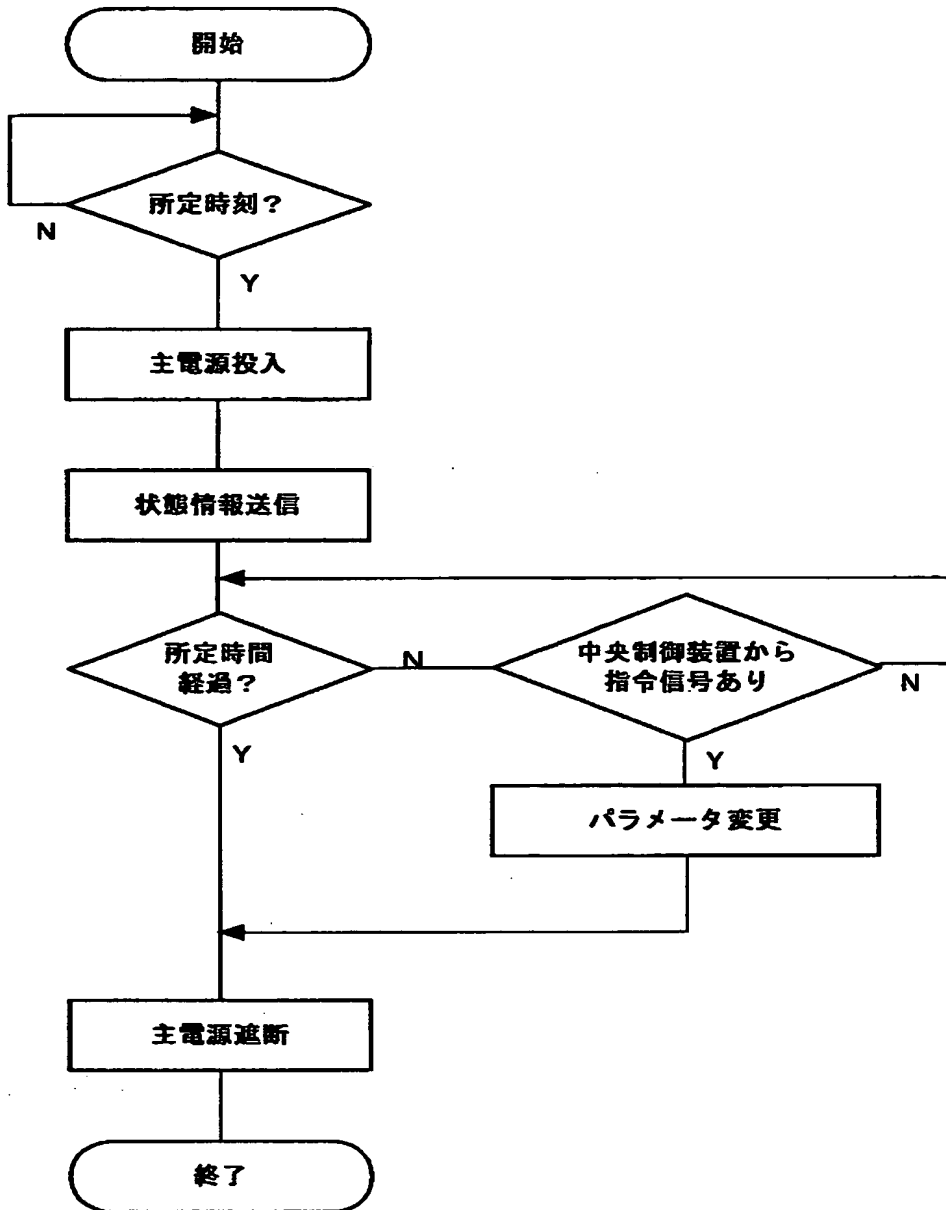 開始
所定時刻?
N
Y
主電源投入
状態情報送信
所定時間
経過?
N
中央制御装置から
指令信号あり
N
Y
Y
パラメータ変更
主電源遮断
終了